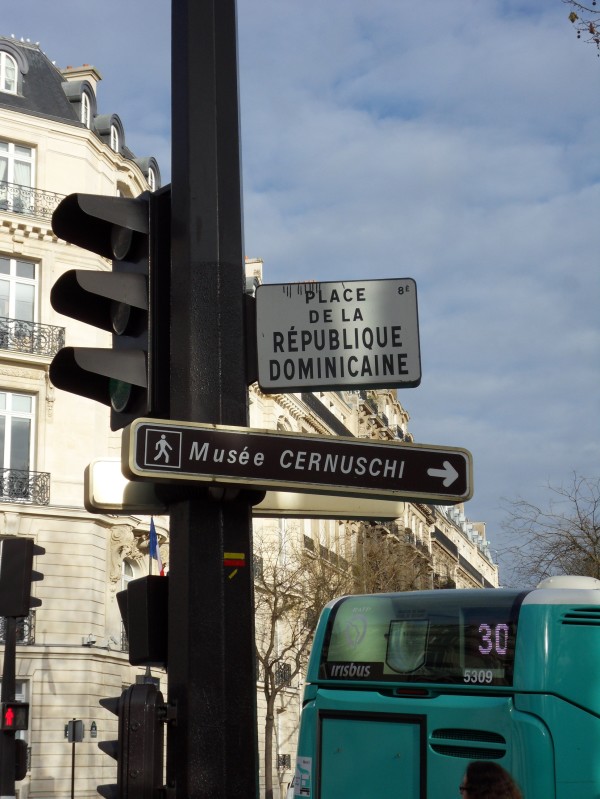 8E
PLACE
DE LA
RÉPUBLIQUE
DOMINICAINE
Musée CERNUSCHI
30
irisbus
5309